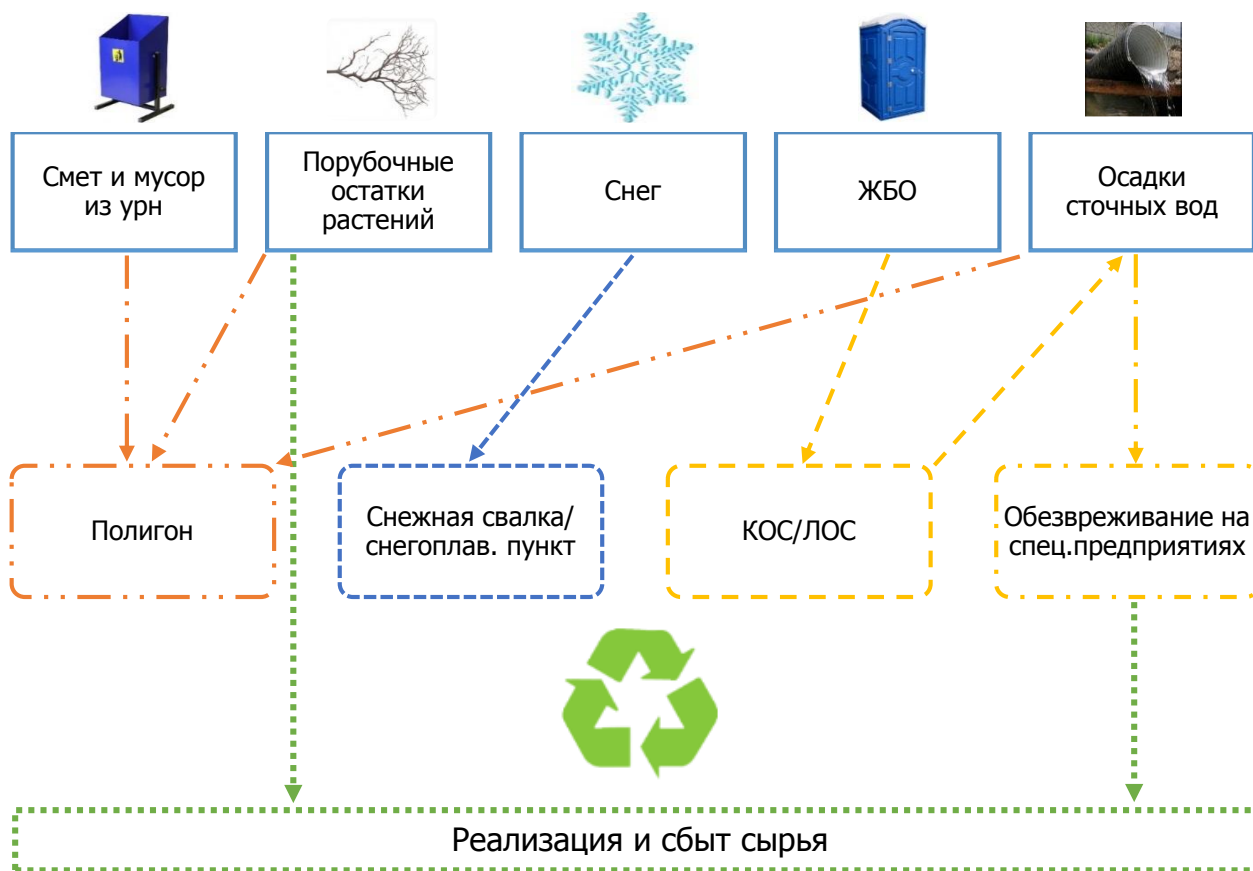 Смет и мусор
из урн
Порубочные
остатки
растений
Снег
ЖБО
Осадки
сточных вод
Полигон
Снежная свалка/
снегоплав. пункт
КОС/ЛОС
Обезвреживание на
спец.предприятиях
Реализация и сбыт сырья